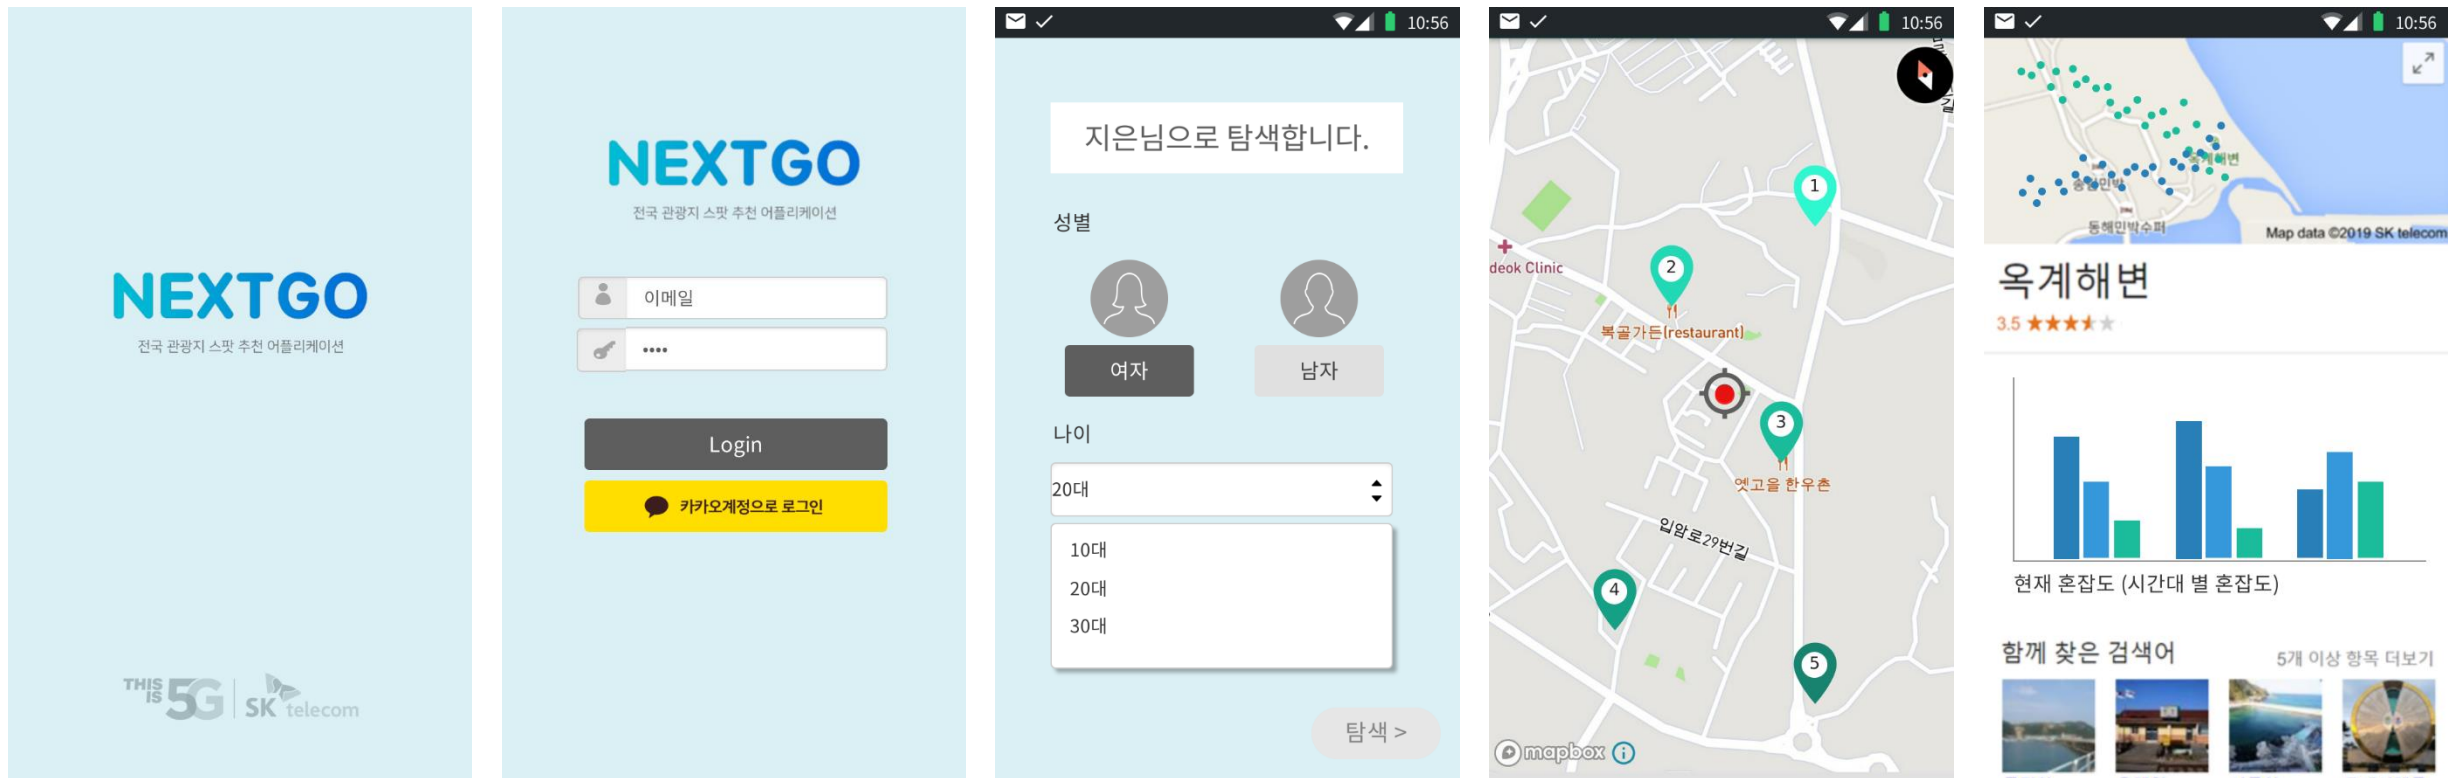 NEXTGO
전국 관광지 스팟 추천 어플리케이션
THIS IS 5G SK telecom
NEXTGO
전국 관광지 스팟 추천 어플리케이션
이메일
••••
Login
카카오계정으로 로그인
10:56
지은님으로 탐색합니다.
성별
여자
남자
나이
20대
10대
20대
30대
탐색 >
10:56
길
1
2
deok Clinic
복골가든(restaurant)
3
엣고을 한우촌
입암로29번길
4
5
mapbox
10:56
옥계해변
송림민박
동해민박수퍼
Map data ©2019 SK telecom
옥계해변
3.5 ★★★★★
현재 혼잡도 (시간대 별 혼잡도)
함께 찾은 검색어
5개 이상 항목 더보기